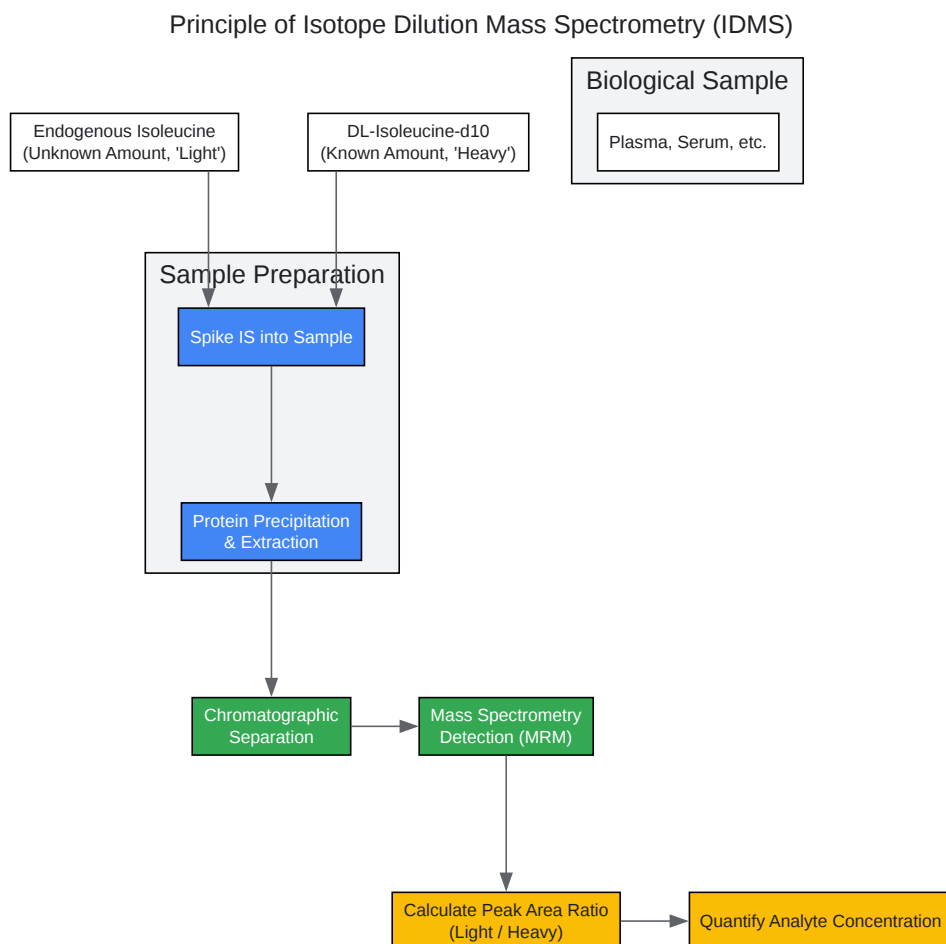 Principle of Isotope Dilution Mass Spectrometry (IDMS)
Biological Sample
Plasma, Serum, etc.
Endogenous Isoleucine
(Unknown Amount, 'Light')
DL-Isoleucine-d10
(Known Amount, 'Heavy')
Sample Preparation
Spike IS into Sample
Protein Precipitation
& Extraction
Chromatographic
Separation
Mass Spectrometry
Detection (MRM)
Calculate Peak Area Ratio
(Light / Heavy)
Quantify Analyte Concentration